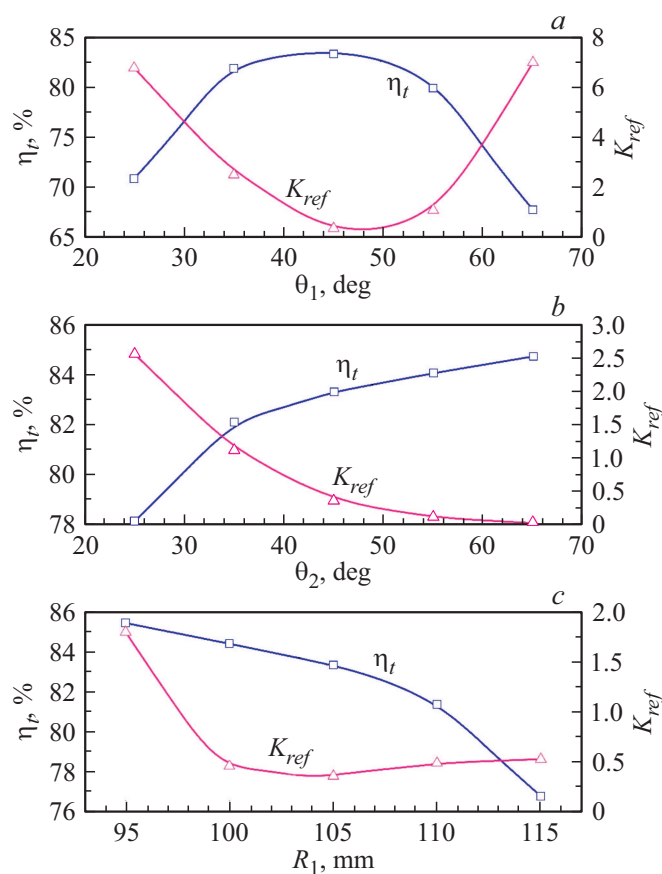 a
85
80
75
70
65
η_t, %
8
6
4
2
0
K_ref
η_t
K_ref
20 30 40 50 60 70
θ_1, deg
b
86
84
82
80
78
η_t, %
3.0
2.5
2.0
1.5
1.0
0.5
0
K_ref
η_t
K_ref
20 30 40 50 60 70
θ_2, deg
c
86
84
82
80
78
76
η_t, %
2.0
1.5
1.0
0.5
0
K_ref
η_t
K_ref
95 100 105 110 115
R_1, mm